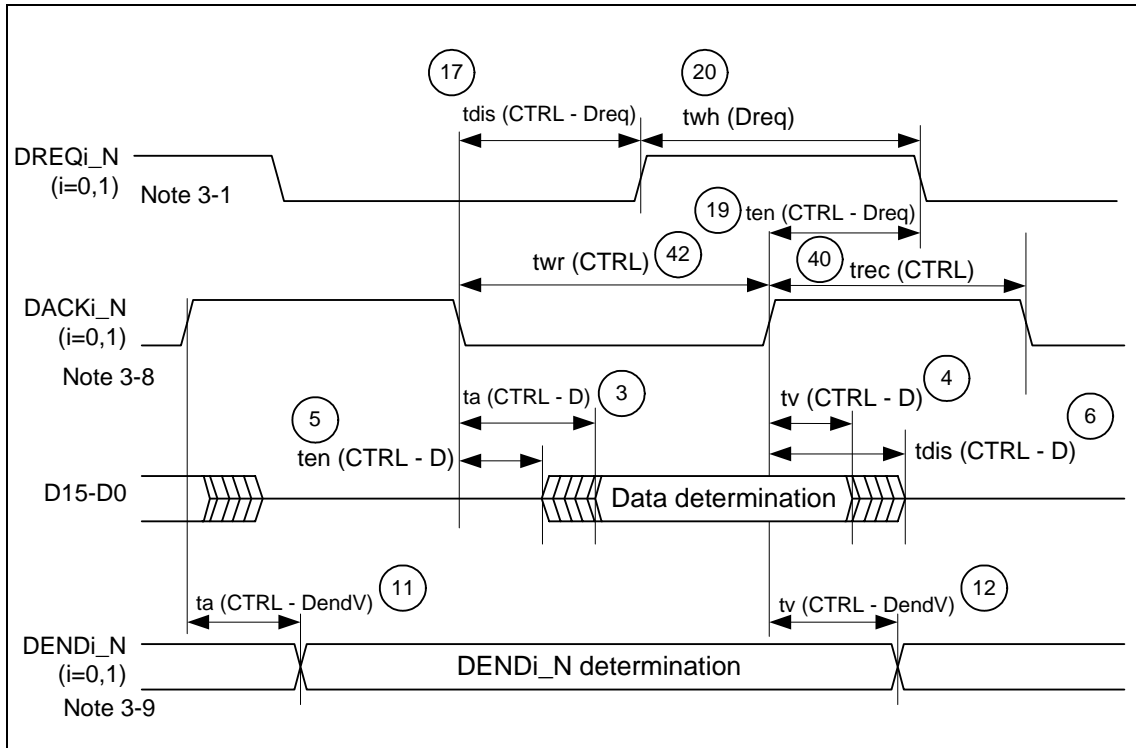 17
20
tdis (CTRL - Dreq)
twh (Dreq)
DREQi_N
(i=0,1)
Note 3-1
19
ten (CTRL - Dreq)
twr (CTRL)
42
40
trec (CTRL)
DACKi_N
(i=0,1)
Note 3-8
ta (CTRL - D)
3
4
tv (CTRL - D)
5
6
ten (CTRL - D)
tdis (CTRL - D)
D15-D0
Data determination
11
12
ta (CTRL - DendV)
tv (CTRL - DendV)
DENDi_N
(i=0,1)
DENDi_N determination
Note 3-9